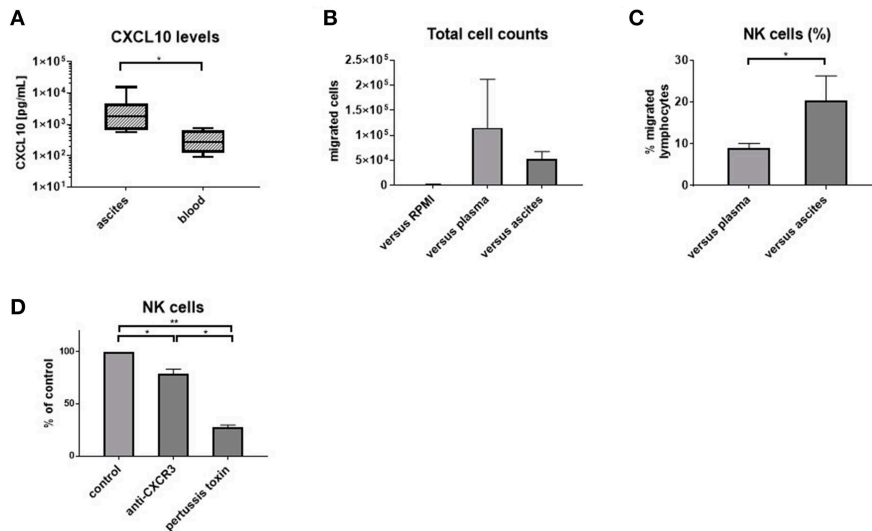 A
CXCL10 levels
*
CXCL10 [pg/mL]
1×10⁵
1×10⁴
1×10³
1×10²
1×10¹
ascites
blood
B
Total cell counts
migrated cells
2.5×10⁵
2×10⁵
1.5×10⁵
1×10⁵
5×10⁴
0
versus RPMI
versus plasma
versus ascites
C
NK cells (%)
*
% migrated
lymphocytes
30
20
10
0
versus plasma
versus ascites
D
NK cells
**
*
*
% of control
100
50
0
control
anti-CXCR3
pertussis toxin